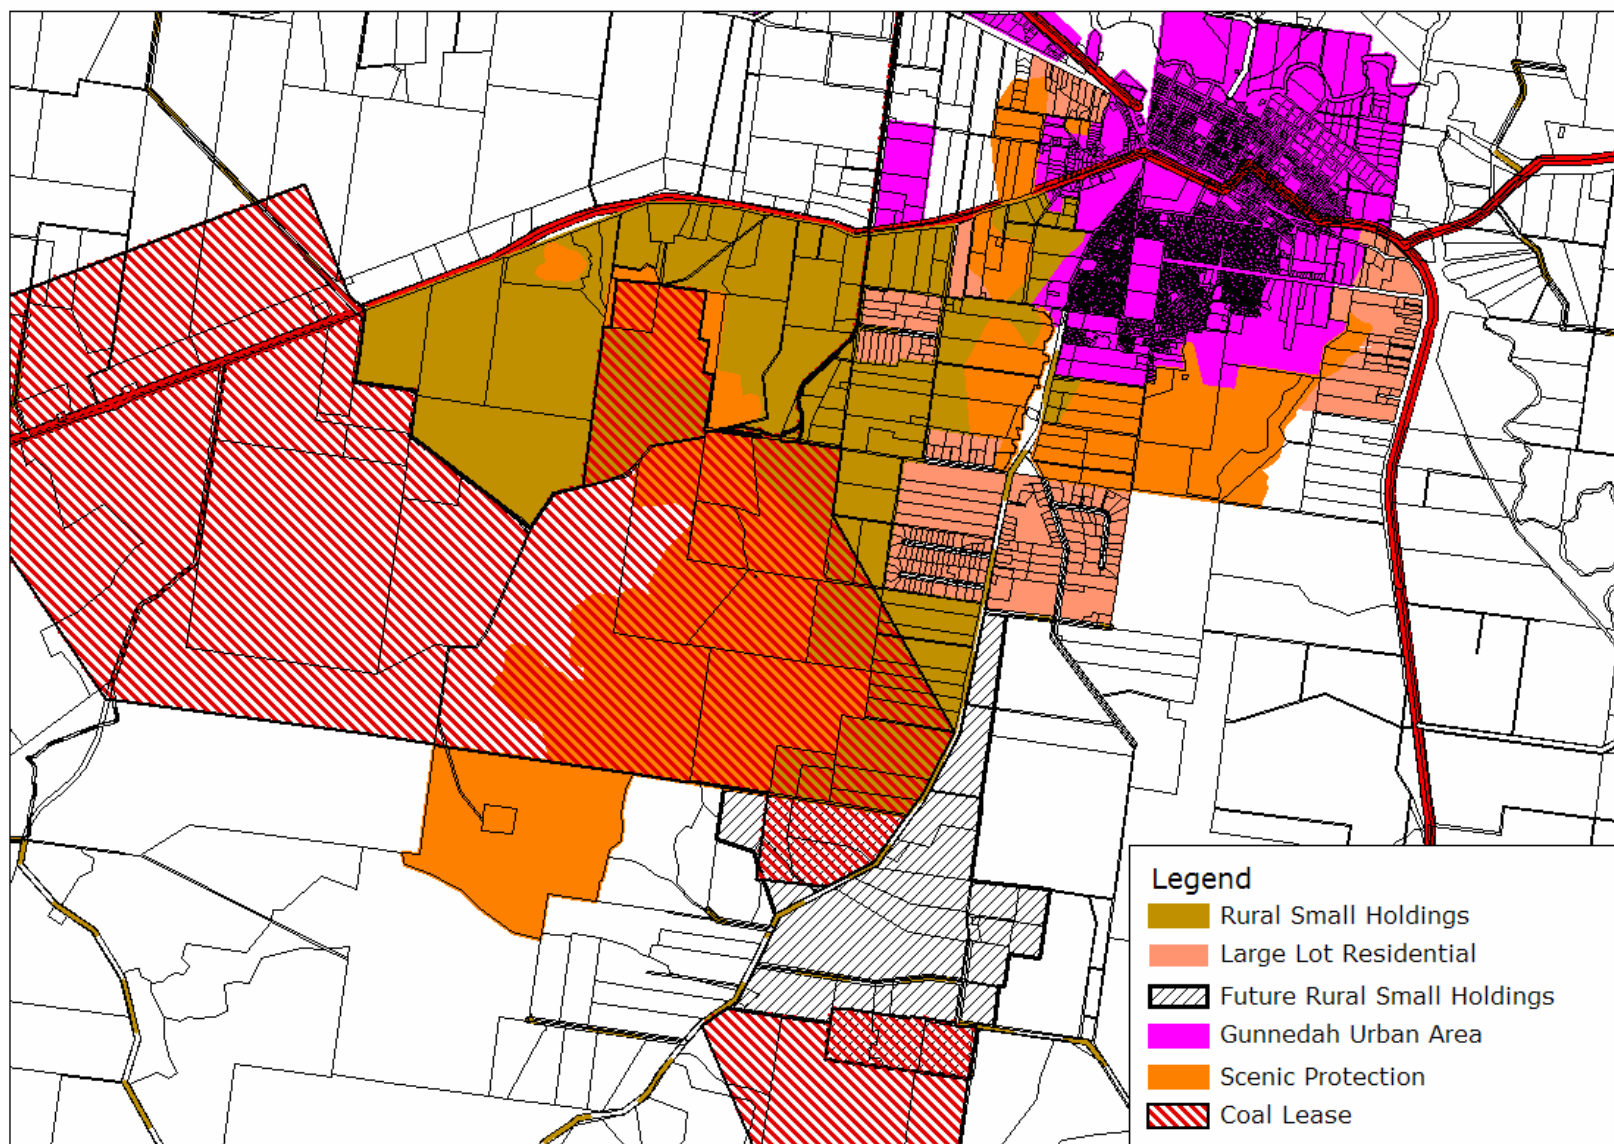 Legend
Rural Small Holdings
Large Lot Residential
Future Rural Small Holdings
Gunnedah Urban Area
Scenic Protection
Coal Lease